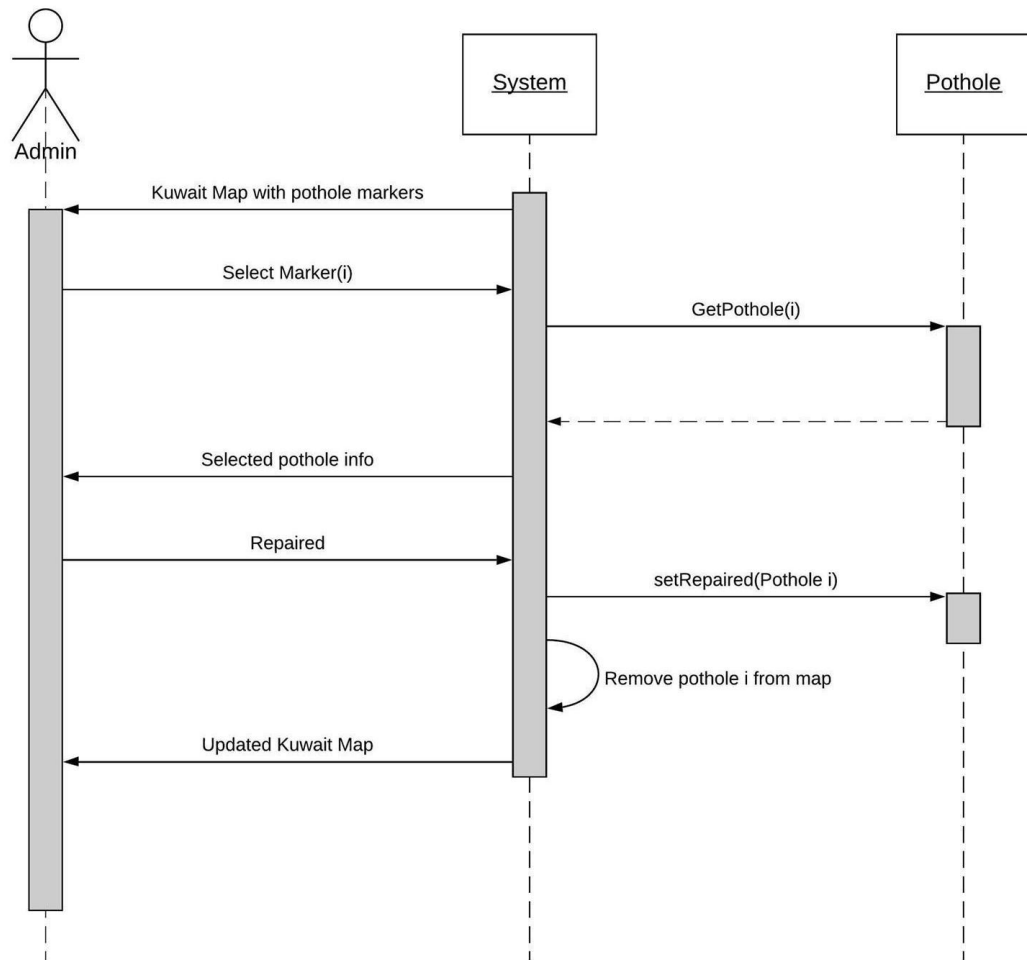 Admin
System
Pothole
Kuwait Map with pothole markers
Select Marker(i)
GetPothole(i)
Selected pothole info
Repaired
setRepaired(Pothole i)
Remove pothole i from map
Updated Kuwait Map